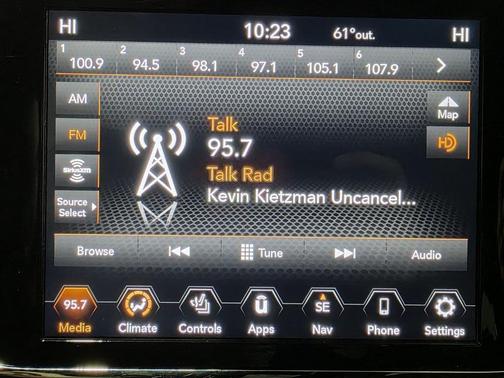 HI 10:23 61°out. HI
1 2 3 4 5 6
100.9 94.5 98.1 97.1 105.1 107.9
AM
FM
SiriusXM
Source
Select
Talk
95.7
Talk Rad
Kevin Kietzman Uncancel...
Map
HD
Browse Tune Audio
95.7 SE
Media Climate Controls Apps Nav Phone Settings